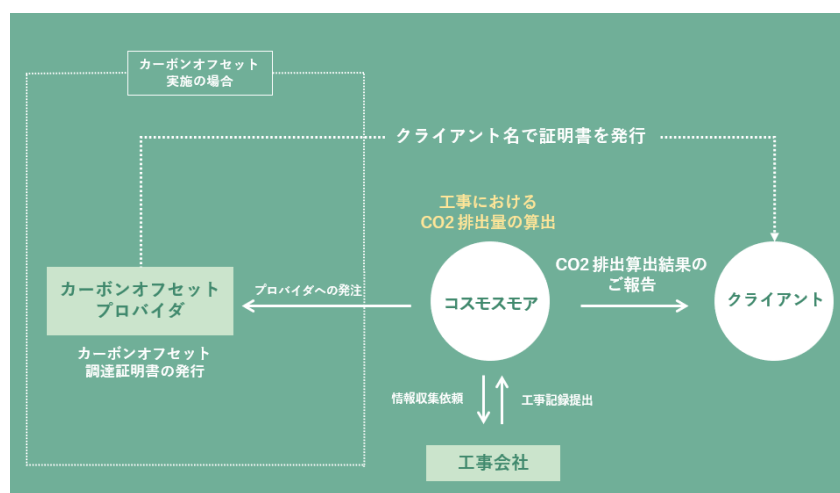 カーボンオフセット
実施の場合
クライアント名で証明書を発行
工事における
CO2排出量の算出
カーボンオフセット
プロバイダ
プロバイダへの発注
コスモスモア
CO2排出算出結果の
ご報告
クライアント
カーボンオフセット
調達証明書の発行
情報収集依頼
工事記録提出
工事会社